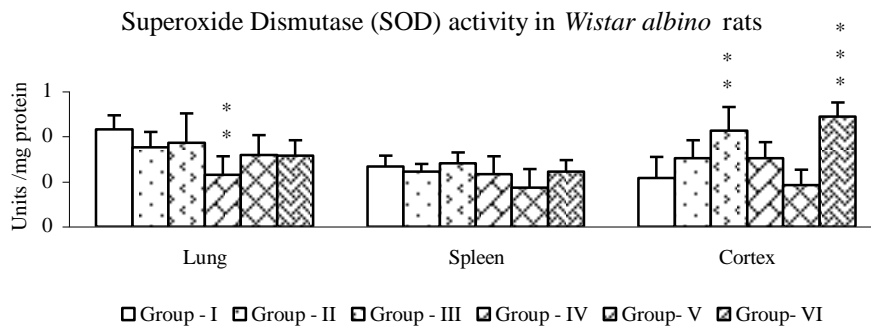 Superoxide Dismutase (SOD) activity in Wistar albino rats
Units /mg protein
1
0
0
0
* *
* *
* * *
Lung
Spleen
Cortex
Group - I
Group - II
Group - III
Group - IV
Group- V
Group- VI